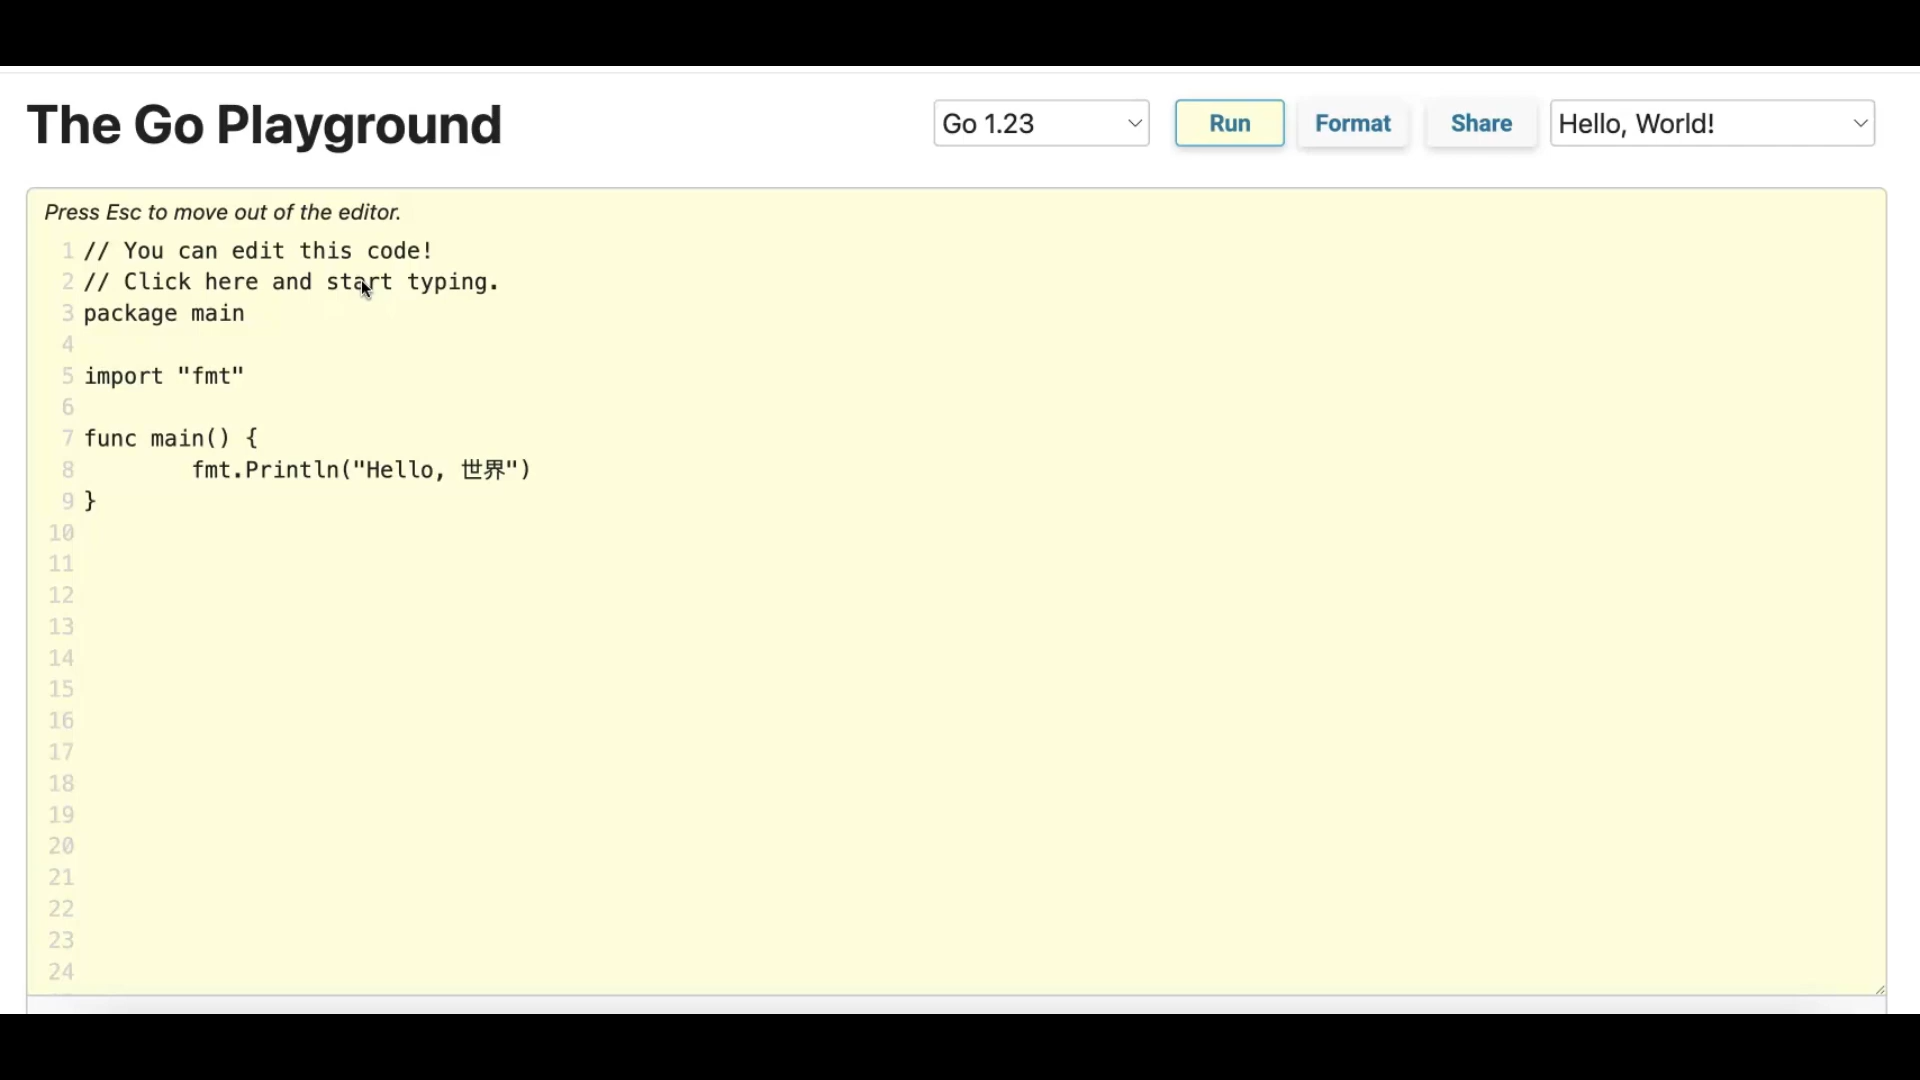 The Go Playground
Go 1.23
Run
Format
Share
Hello, World!
Press Esc to move out of the editor.
1 // You can edit this code!
2 // Click here and start typing.
3 package main
4
5 import "fmt"
6
7 func main() {
8         fmt.Println("Hello, 世界")
9 }
10
11
12
13
14
15
16
17
18
19
20
21
22
23
24